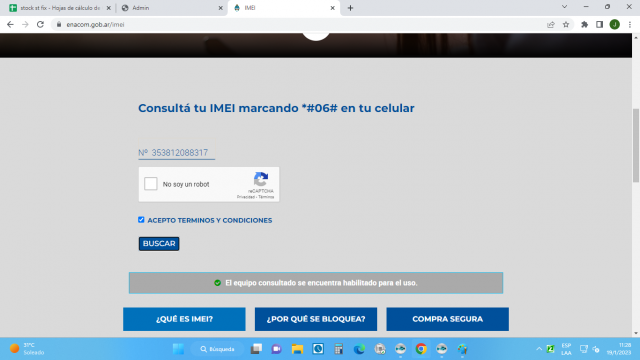 stock st fix - Hojas de cálculo de
Admin
IMEI
enacom.gob.ar/imei
J
Consultá tu IMEI marcando *#06# en tu celular
Nº 353812088317
No soy un robot
reCAPTCHA
Privacidad - Términos
ACEPTO TERMINOS Y CONDICIONES
BUSCAR
El equipo consultado se encuentra habilitado para el uso.
¿QUÉ ES IMEI?
¿POR QUÉ SE BLOQUEA?
COMPRA SEGURA
31°C
Soleado
Búsqueda
ESP
LAA
11:28
19/1/2023